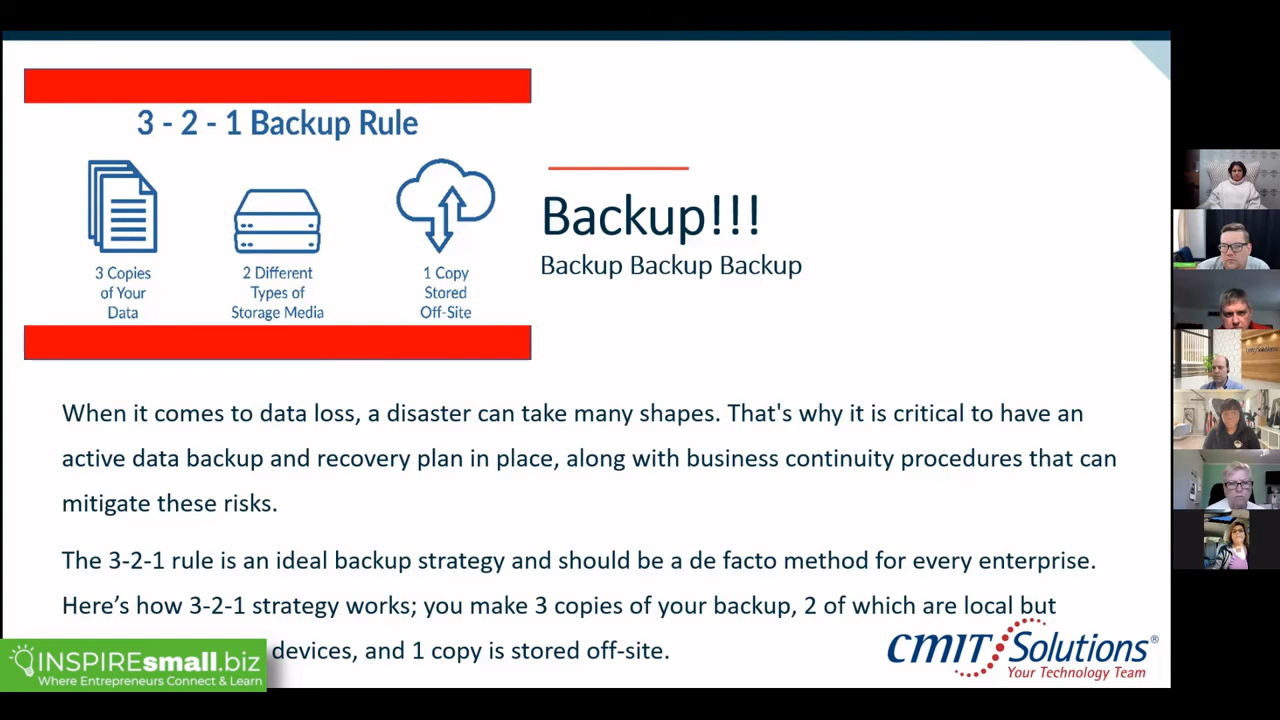 3 - 2 - 1 Backup Rule
3 Copies
of Your
Data
2 Different
Types of
Storage Media
1 Copy
Stored
Off-Site
Backup!!!
Backup Backup Backup
When it comes to data loss, a disaster can take many shapes. That's why it is critical to have an
active data backup and recovery plan in place, along with business continuity procedures that can
mitigate these risks.
The 3-2-1 rule is an ideal backup strategy and should be a de facto method for every enterprise.
Here’s how 3-2-1 strategy works; you make 3 copies of your backup, 2 of which are local but
devices, and 1 copy is stored off-site.
INSPIREsmall.biz
Where Entrepreneurs Connect & Learn
CMIT Solutions®
Your Technology Team